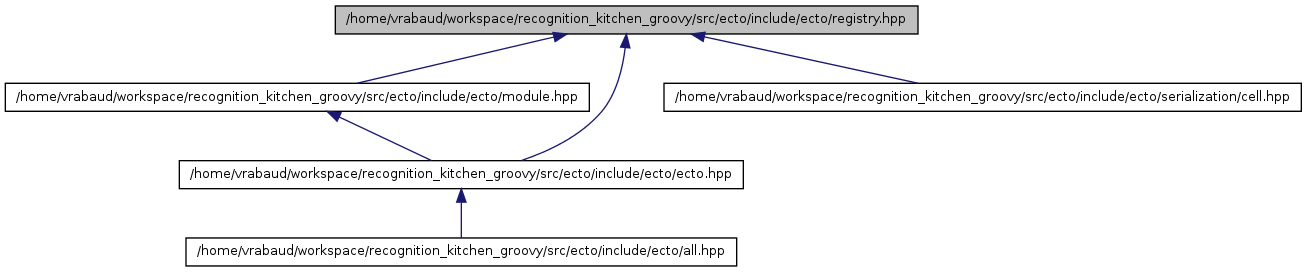 /home/vrabaud/workspace/recognition_kitchen_groovy/src/ecto/include/ecto/registry.hpp
/home/vrabaud/workspace/recognition_kitchen_groovy/src/ecto/include/ecto/module.hpp
/home/vrabaud/workspace/recognition_kitchen_groovy/src/ecto/include/ecto/serialization/cell.hpp
/home/vrabaud/workspace/recognition_kitchen_groovy/src/ecto/include/ecto/ecto.hpp
/home/vrabaud/workspace/recognition_kitchen_groovy/src/ecto/include/ecto/all.hpp